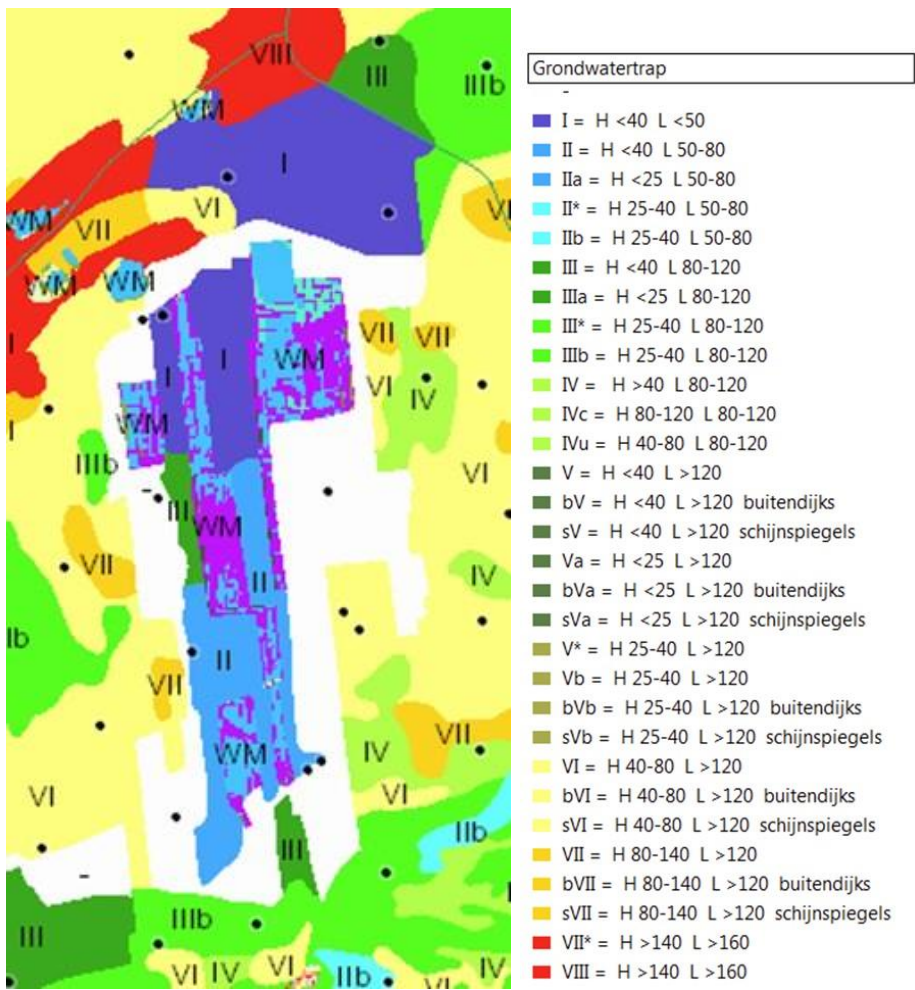 VIII
III
IIIb
WM
I
VI
VI
WM
VII
WM
WM
I
I
I
WM
VII
VII
VI
IV
WM
I
IIIb
VI
-
III
WM
VII
II
IV
Ib
II
VII
VII
WM
IV
VI
VI
IIb
III
-
IIIb
III
VI
IV
VI
IIb
VI
IV
Grondwatertrap
-
I = H <40 L <50
II = H <40 L 50-80
IIa = H <25 L 50-80
II* = H 25-40 L 50-80
IIb = H 25-40 L 50-80
III = H <40 L 80-120
IIIa = H <25 L 80-120
III* = H 25-40 L 80-120
IIIb = H 25-40 L 80-120
IV = H >40 L 80-120
IVc = H 80-120 L 80-120
IVu = H 40-80 L 80-120
V = H <40 L >120
bV = H <40 L >120 buitendijks
sV = H <40 L >120 schijnspiegels
Va = H <25 L >120
bVa = H <25 L >120 buitendijks
sVa = H <25 L >120 schijnspiegels
V* = H 25-40 L >120
Vb = H 25-40 L >120
bVb = H 25-40 L >120 buitendijks
sVb = H 25-40 L >120 schijnspiegels
VI = H 40-80 L >120
bVI = H 40-80 L >120 buitendijks
sVI = H 40-80 L >120 schijnspiegels
VII = H 80-140 L >120
bVII = H 80-140 L >120 buitendijks
sVII = H 80-140 L >120 schijnspiegels
VII* = H >140 L >160
VIII = H >140 L >160